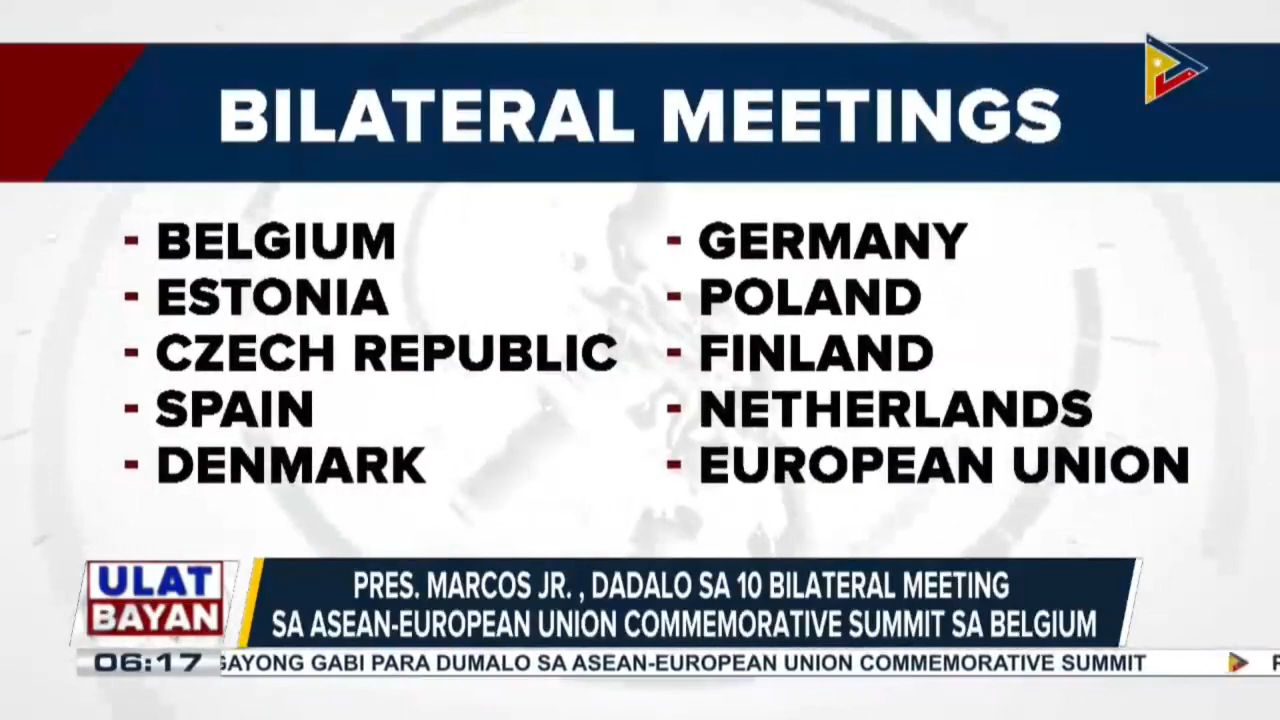 BILATERAL MEETINGS
- BELGIUM
- ESTONIA
- CZECH REPUBLIC
- SPAIN
- DENMARK
- GERMANY
- POLAND
- FINLAND
- NETHERLANDS
- EUROPEAN UNION
ULAT
BAYAN
PRES. MARCOS JR. , DADALO SA 10 BILATERAL MEETING
SA ASEAN-EUROPEAN UNION COMMEMORATIVE SUMMIT SA BELGIUM
06:17
GAYONG GABI PARA DUMALO SA ASEAN-EUROPEAN UNION COMMEMORATIVE SUMMIT